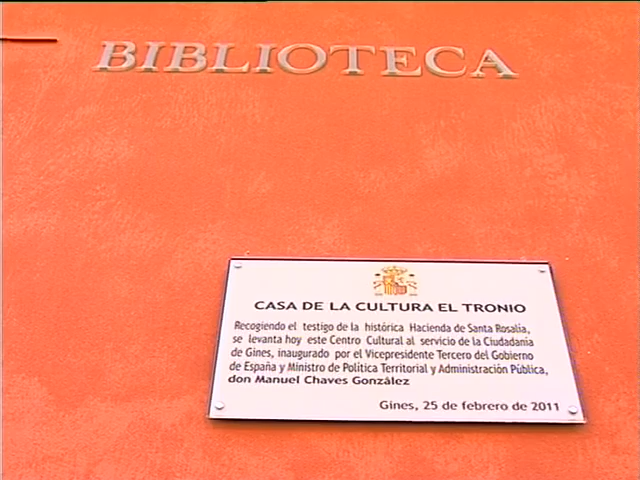 BIBLIOTECA
CASA DE LA CULTURA EL TRONIO
Recogiendo el testigo de la histórica Hacienda de Santa Rosalía,
se levanta hoy este Centro Cultural al servicio de la Ciudadanía
de Gines, inaugurado por el Vicepresidente Tercero del Gobierno
de España y Ministro de Política Territorial y Administración Pública,
don Manuel Chaves González
Gines, 25 de febrero de 2011